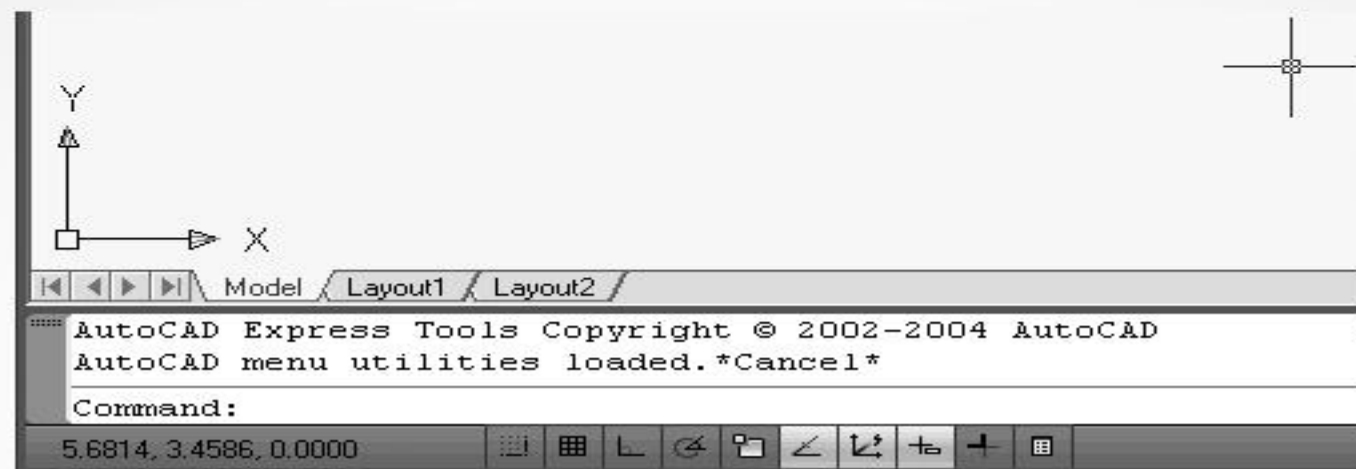 Y
X
Model Layout1 Layout2
AutoCAD Express Tools Copyright © 2002-2004 AutoCAD
AutoCAD menu utilities loaded.*Cancel*
Command:
5.6814, 3.4586, 0.0000